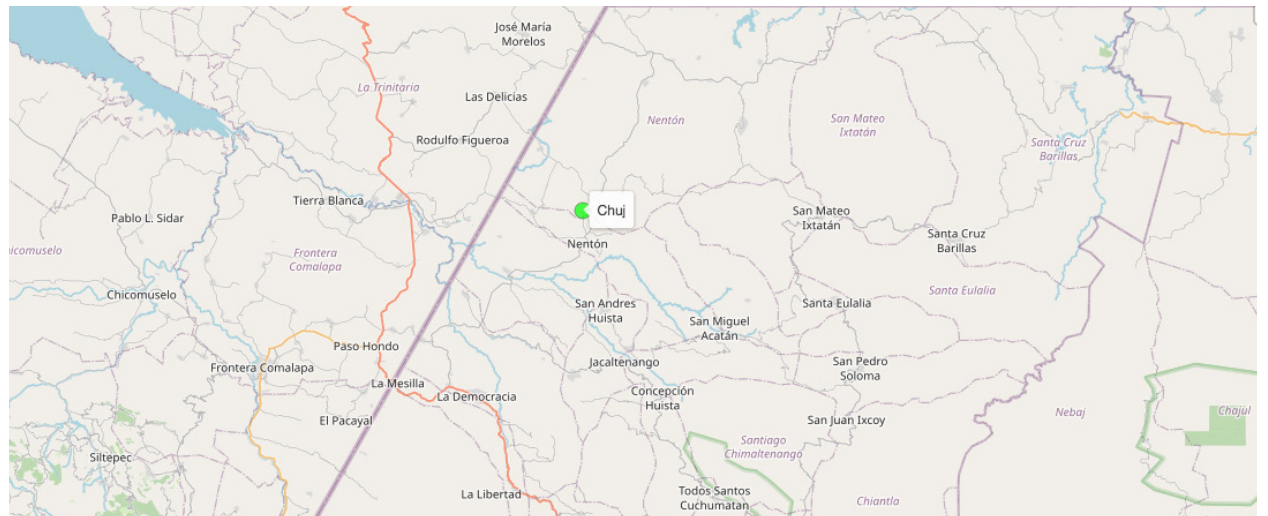 José María
Morelos
La Trinitaria
Las Delicias
Nentón
San Mateo
Ixtatán
Rodulfo Figueroa
Santa Cruz
Barillas
Tierra Blanca
Chuj
Pablo L. Sidar
San Mateo
Ixtatán
Santa Cruz
Barillas
Nentón
icomuselo
Frontera
Comalapa
Chicomuselo
San Andres
Huista
Santa Eulalia
Santa Eulalia
San Miguel
Acatán
Paso Hondo
Frontera Comalapa
Jacaltenango
San Pedro
Soloma
La Mesilla
La Democracia
Concepción
Huista
El Pacayal
San Juan Ixcoy
Nebaj
Chajul
Santiago
Chimaltenango
Siltepec
La Libertad
Todos Santos
Cuchumatan
Chiantla